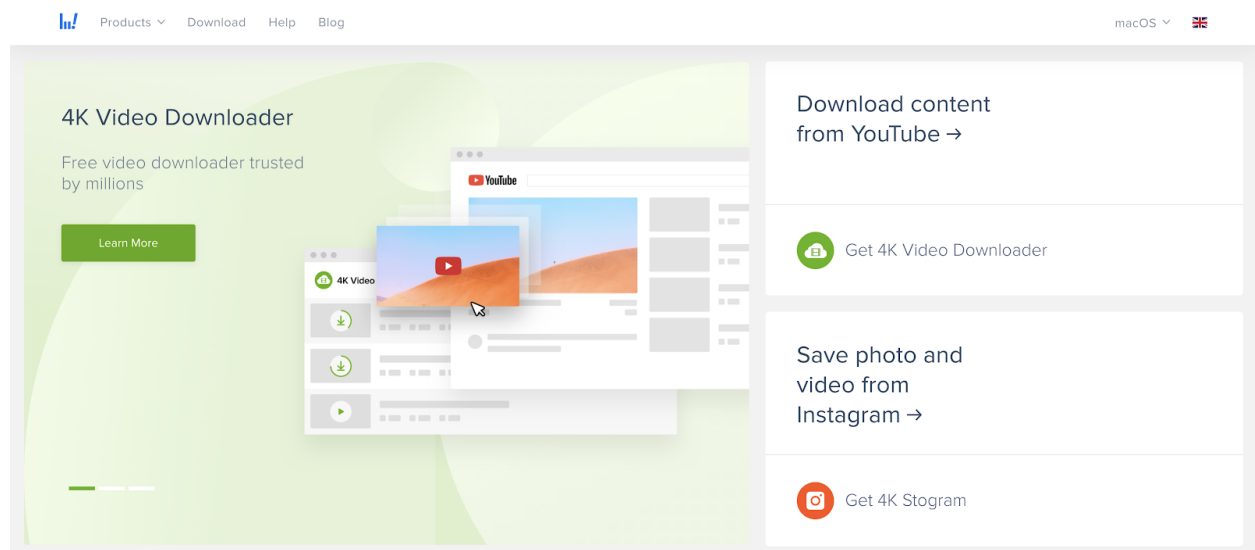 Products
Download
Help
Blog
macOS
4K Video Downloader
Free video downloader trusted
by millions
Learn More
YouTube
4K Video
Download content
from YouTube →
Get 4K Video Downloader
Save photo and
video from
Instagram →
Get 4K Stogram